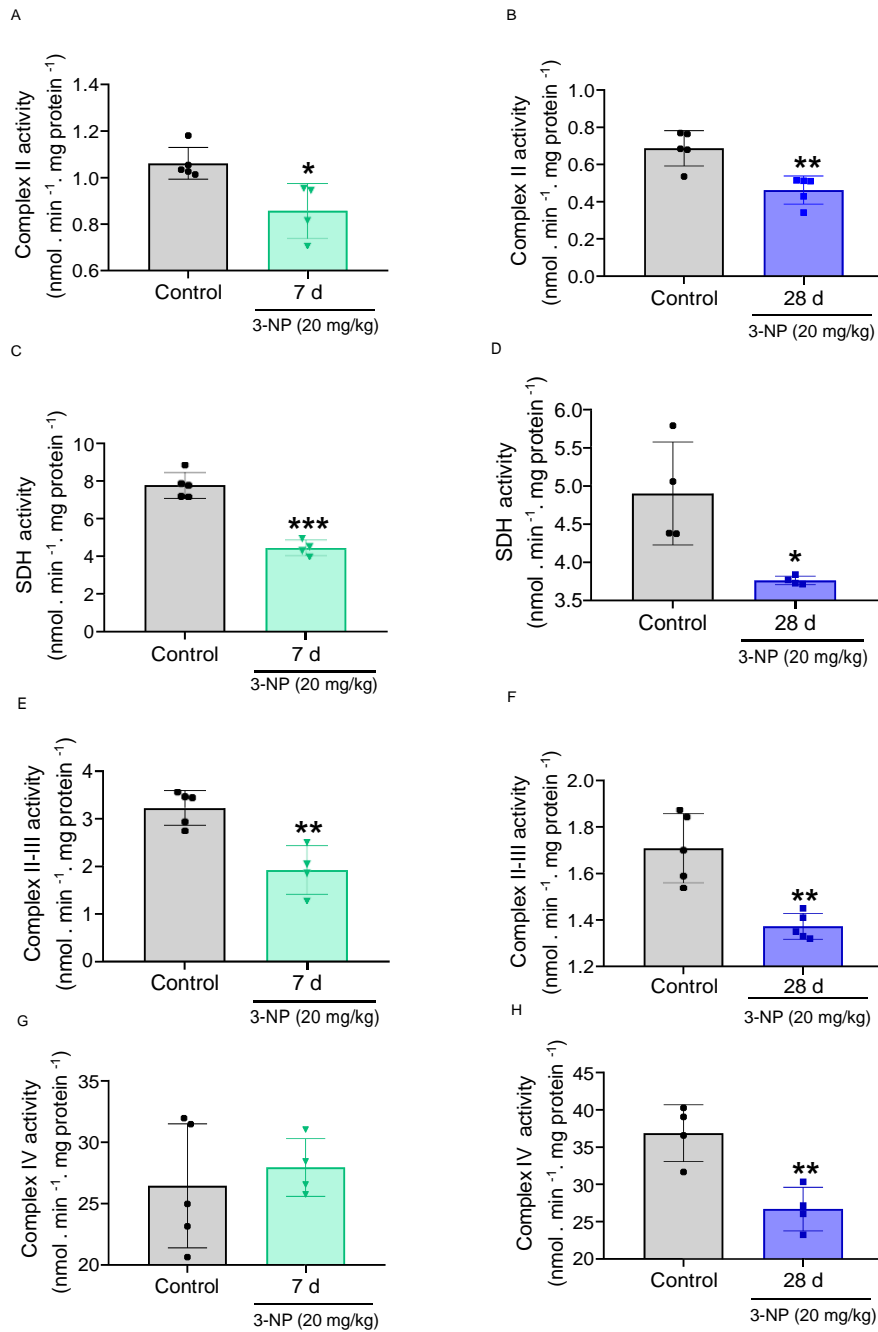 A
Complex II activity
(nmol . min -1. mg protein -1)
1.4
1.2
1.0
0.8
0.6
*
Control
7 d
3-NP (20 mg/kg)
B
Complex II activity
(nmol . min -1. mg protein -1)
1.0
0.8
0.6
0.4
0.2
0.0
**
Control
28 d
3-NP (20 mg/kg)
C
SDH activity
(nmol . min -1. mg protein -1)
10
8
6
4
2
0
***
Control
7 d
3-NP (20 mg/kg)
D
SDH activity
(nmol . min -1. mg protein -1)
6.0
5.5
5.0
4.5
4.0
3.5
*
Control
28 d
3-NP (20 mg/kg)
E
Complex II-III activity
(nmol . min -1. mg protein -1)
4
3
2
1
0
**
Control
7 d
3-NP (20 mg/kg)
F
Complex II-III activity
(nmol . min -1. mg protein -1)
2.0
1.8
1.6
1.4
1.2
**
Control
28 d
3-NP (20 mg/kg)
G
Complex IV activity
(nmol . min -1. mg protein -1)
35
30
25
20
Control
7 d
3-NP (20 mg/kg)
H
Complex IV activity
(nmol . min -1. mg protein -1)
45
40
35
30
25
20
**
Control
28 d
3-NP (20 mg/kg)